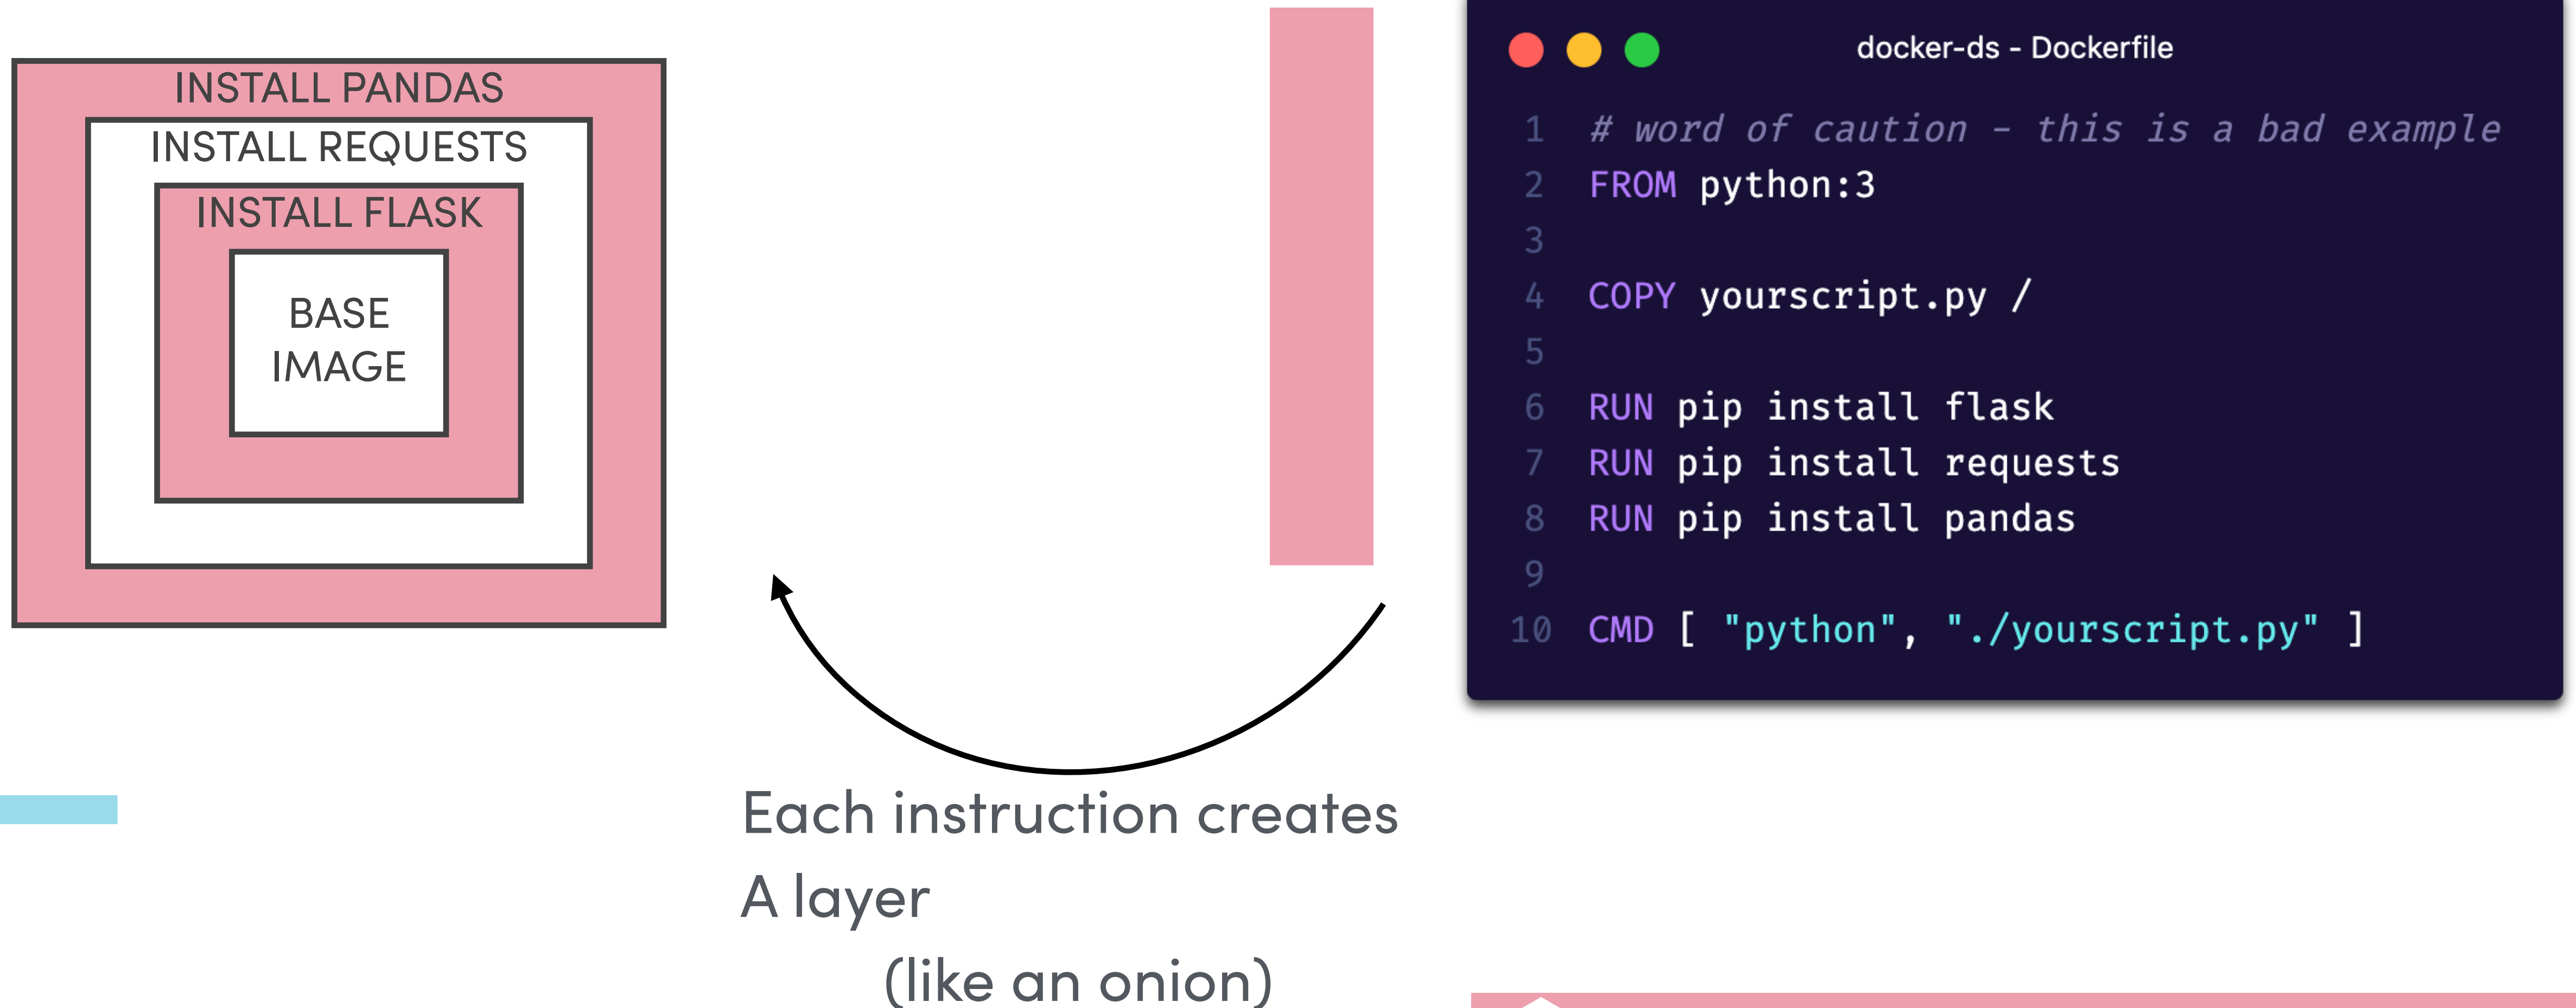 INSTALL PANDAS
INSTALL REQUESTS
INSTALL FLASK
BASE
IMAGE
Each instruction creates
A layer
(like an onion)
docker-ds - Dockerfile
1 # word of caution - this is a bad example
2 FROM python:3
3
4 COPY yourscript.py /
5
6 RUN pip install flask
7 RUN pip install requests
8 RUN pip install pandas
9
10 CMD [ "python", "./yourscript.py" ]